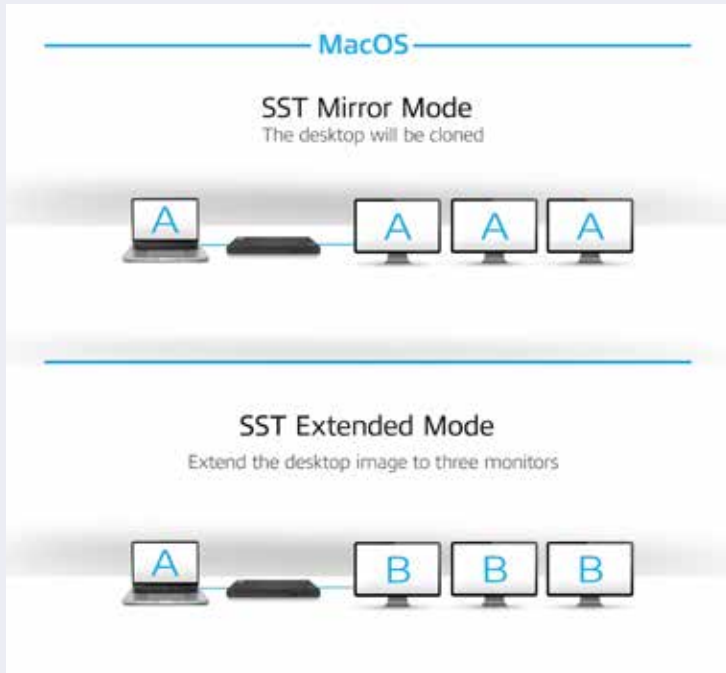 MacOS
SST Mirror Mode
The desktop will be cloned
A A A A
SST Extended Mode
Extend the desktop image to three monitors
A B B B